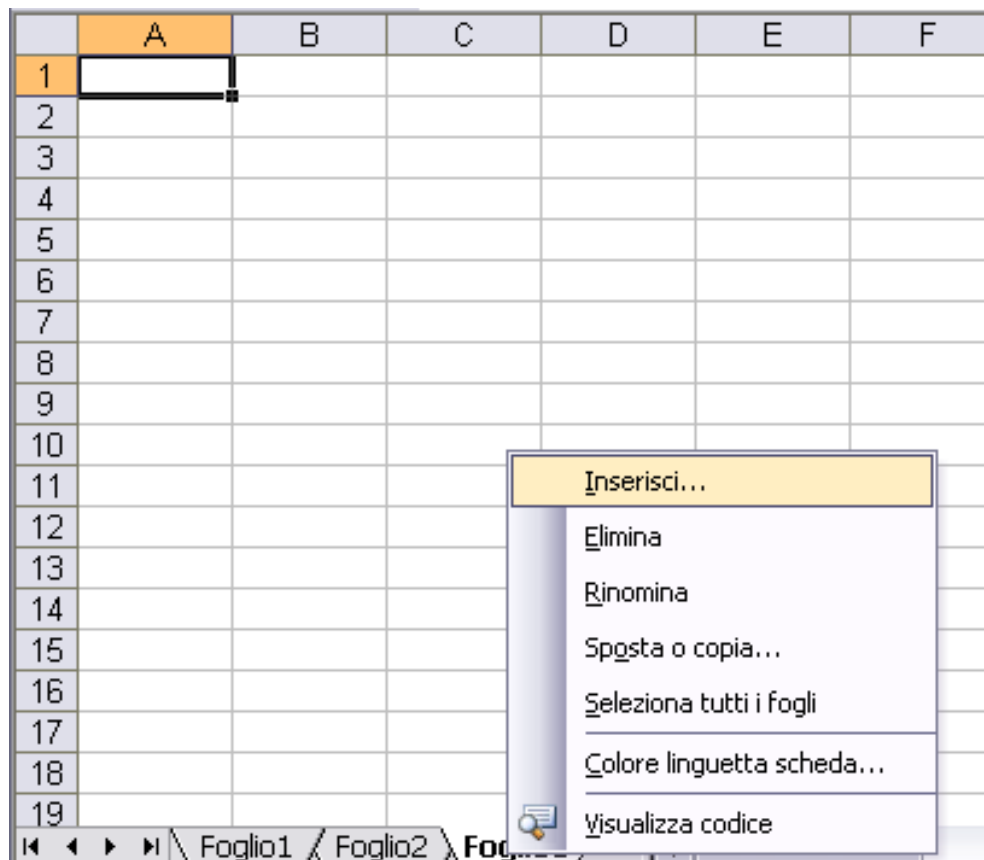 A B C D E F
1
2
3
4
5
6
7
8
9
10
11
12
13
14
15
16
17
18
19
Inserisci...
Elimina
Rinomina
Sposta o copia...
Seleziona tutti i fogli
Colore linguetta scheda...
Visualizza codice
Foglio1 Foglio2